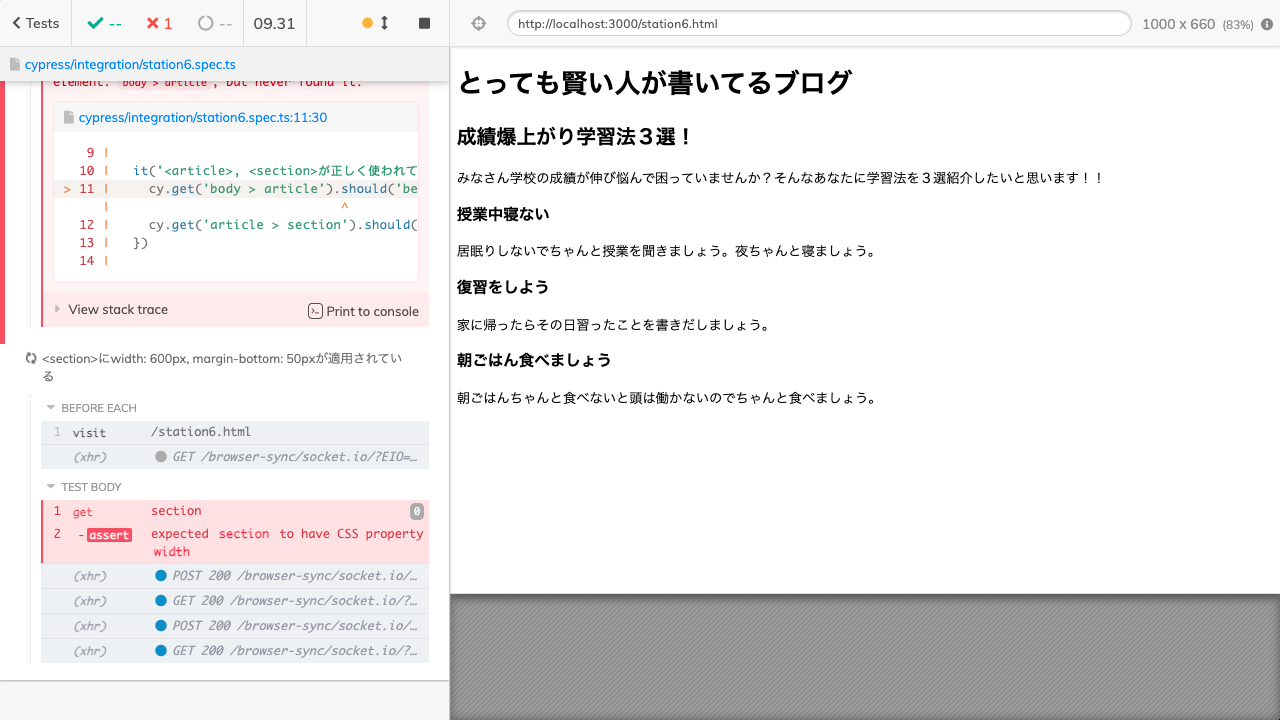 Tests
--
1
--
09.31
http://localhost:3000/station6.html
1000 x 660 (83%)
cypress/integration/station6.spec.ts
element: body > article, but never found it.
cypress/integration/station6.spec.ts:11:30
9 |
10 | it('<article>, <section>が正しく使われて
> 11 | cy.get('body > article').should('be
| ^
12 | cy.get('article > section').should(
13 | })
14 |
View stack trace
Print to console
<section>にwidth: 600px, margin-bottom: 50pxが適用されてい
る
BEFORE EACH
1 visit /station6.html
(xhr) GET /browser-sync/socket.io/?EIO=…
TEST BODY
1 get section 0
2 -assert expected section to have CSS property
width
(xhr) POST 200 /browser-sync/socket.io/…
(xhr) GET 200 /browser-sync/socket.io/?…
(xhr) POST 200 /browser-sync/socket.io/…
(xhr) GET 200 /browser-sync/socket.io/?…
とっても賢い人が書いてるブログ
成績爆上がり学習法３選！
みなさん学校の成績が伸び悩んで困っていませんか？そんなあなたに学習法を３選紹介したいと思います！！
授業中寝ない
居眠りしないでちゃんと授業を聞きましょう。夜ちゃんと寝ましょう。
復習をしよう
家に帰ったらその日習ったことを書きだしましょう。
朝ごはん食べましょう
朝ごはんちゃんと食べないと頭は働かないのでちゃんと食べましょう。